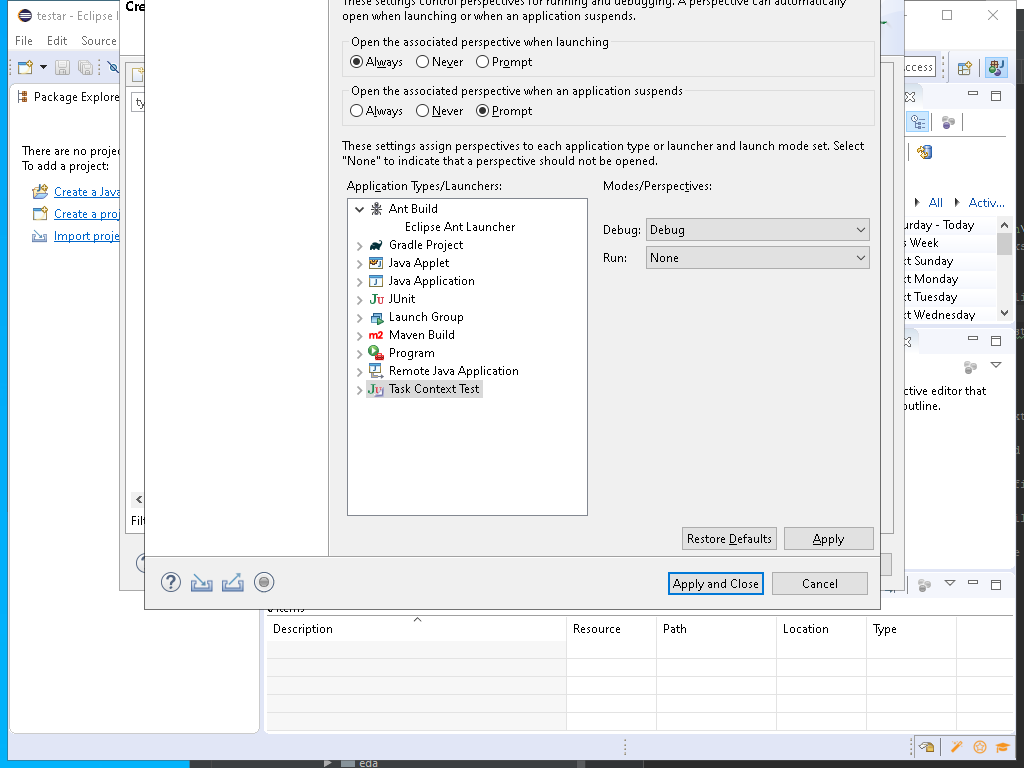 testar - Eclipse I
Cre
These settings control perspectives for running and debugging. A perspective can automatically
open when launching or when an application suspends.
File Edit Source
Open the associated perspective when launching
Always Never Prompt
ccess
Open the associated perspective when an application suspends
Always Never Prompt
Package Explore
ty
These settings assign perspectives to each application type or launcher and launch mode set. Select
"None" to indicate that a perspective should not be opened.
There are no projec
To add a project:
Create a Java
Create a proj
Import proje
Application Types/Launchers:
Modes/Perspectives:
Ant Build
Eclipse Ant Launcher
Gradle Project
Java Applet
Java Application
JUnit
Launch Group
Maven Build
Program
Remote Java Application
Task Context Test
Debug: Debug
Run: None
All Activ...
urday - Today
s Week
xt Sunday
xt Monday
xt Tuesday
xt Wednesday
ctive editor that
outline.
Filt
Restore Defaults Apply
Apply and Close Cancel
Description Resource Path Location Type
eda